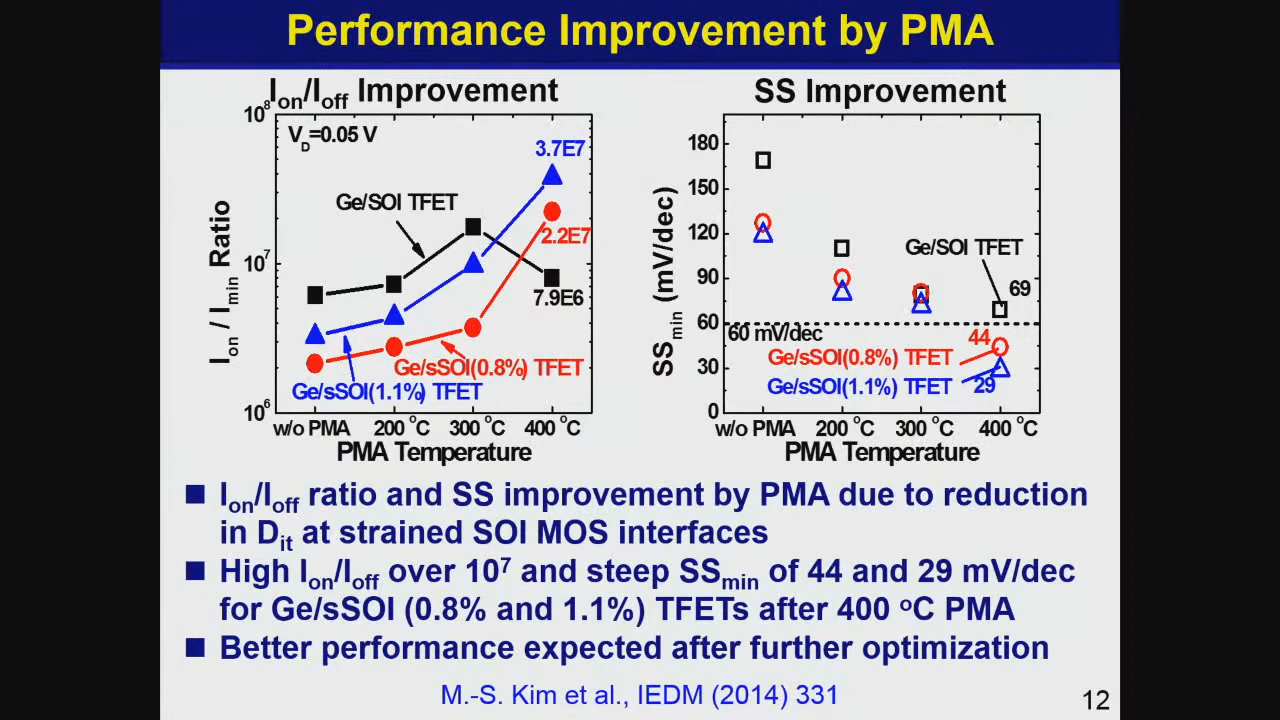 Performance Improvement by PMA
Ion/Ioff Improvement
SS Improvement
10^8
10^7
10^6
Ion / Imin Ratio
VD=0.05 V
Ge/SOI TFET
3.7E7
2.2E7
7.9E6
Ge/sSOI(0.8%) TFET
Ge/sSOI(1.1%) TFET
w/o PMA 200 °C 300 °C 400 °C
PMA Temperature
SSmin (mV/dec)
180
150
120
90
60
30
0
Ge/SOI TFET
69
60 mV/dec
44
Ge/sSOI(0.8%) TFET
Ge/sSOI(1.1%) TFET
29
w/o PMA 200 °C 300 °C 400 °C
PMA Temperature
■ Ion/Ioff ratio and SS improvement by PMA due to reduction
in Dit at strained SOI MOS interfaces
■ High Ion/Ioff over 10^7 and steep SSmin of 44 and 29 mV/dec
for Ge/sSOI (0.8% and 1.1%) TFETs after 400 °C PMA
■ Better performance expected after further optimization
M.-S. Kim et al., IEDM (2014) 331
12